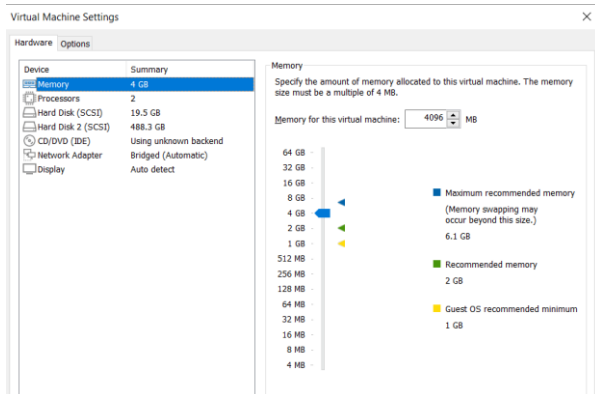 Virtual Machine Settings
Hardware Options
Device Summary
Memory 4 GB
Processors 2
Hard Disk (SCSI) 19.5 GB
Hard Disk 2 (SCSI) 488.3 GB
CD/DVD (IDE) Using unknown backend
Network Adapter Bridged (Automatic)
Display Auto detect
Memory
Specify the amount of memory allocated to this virtual machine. The memory
size must be a multiple of 4 MB.
Memory for this virtual machine: 4096 MB
64 GB
32 GB
16 GB
8 GB
4 GB
2 GB
1 GB
512 MB
256 MB
128 MB
64 MB
32 MB
16 MB
8 MB
4 MB
Maximum recommended memory
(Memory swapping may
occur beyond this size.)
6.1 GB
Recommended memory
2 GB
Guest OS recommended minimum
1 GB